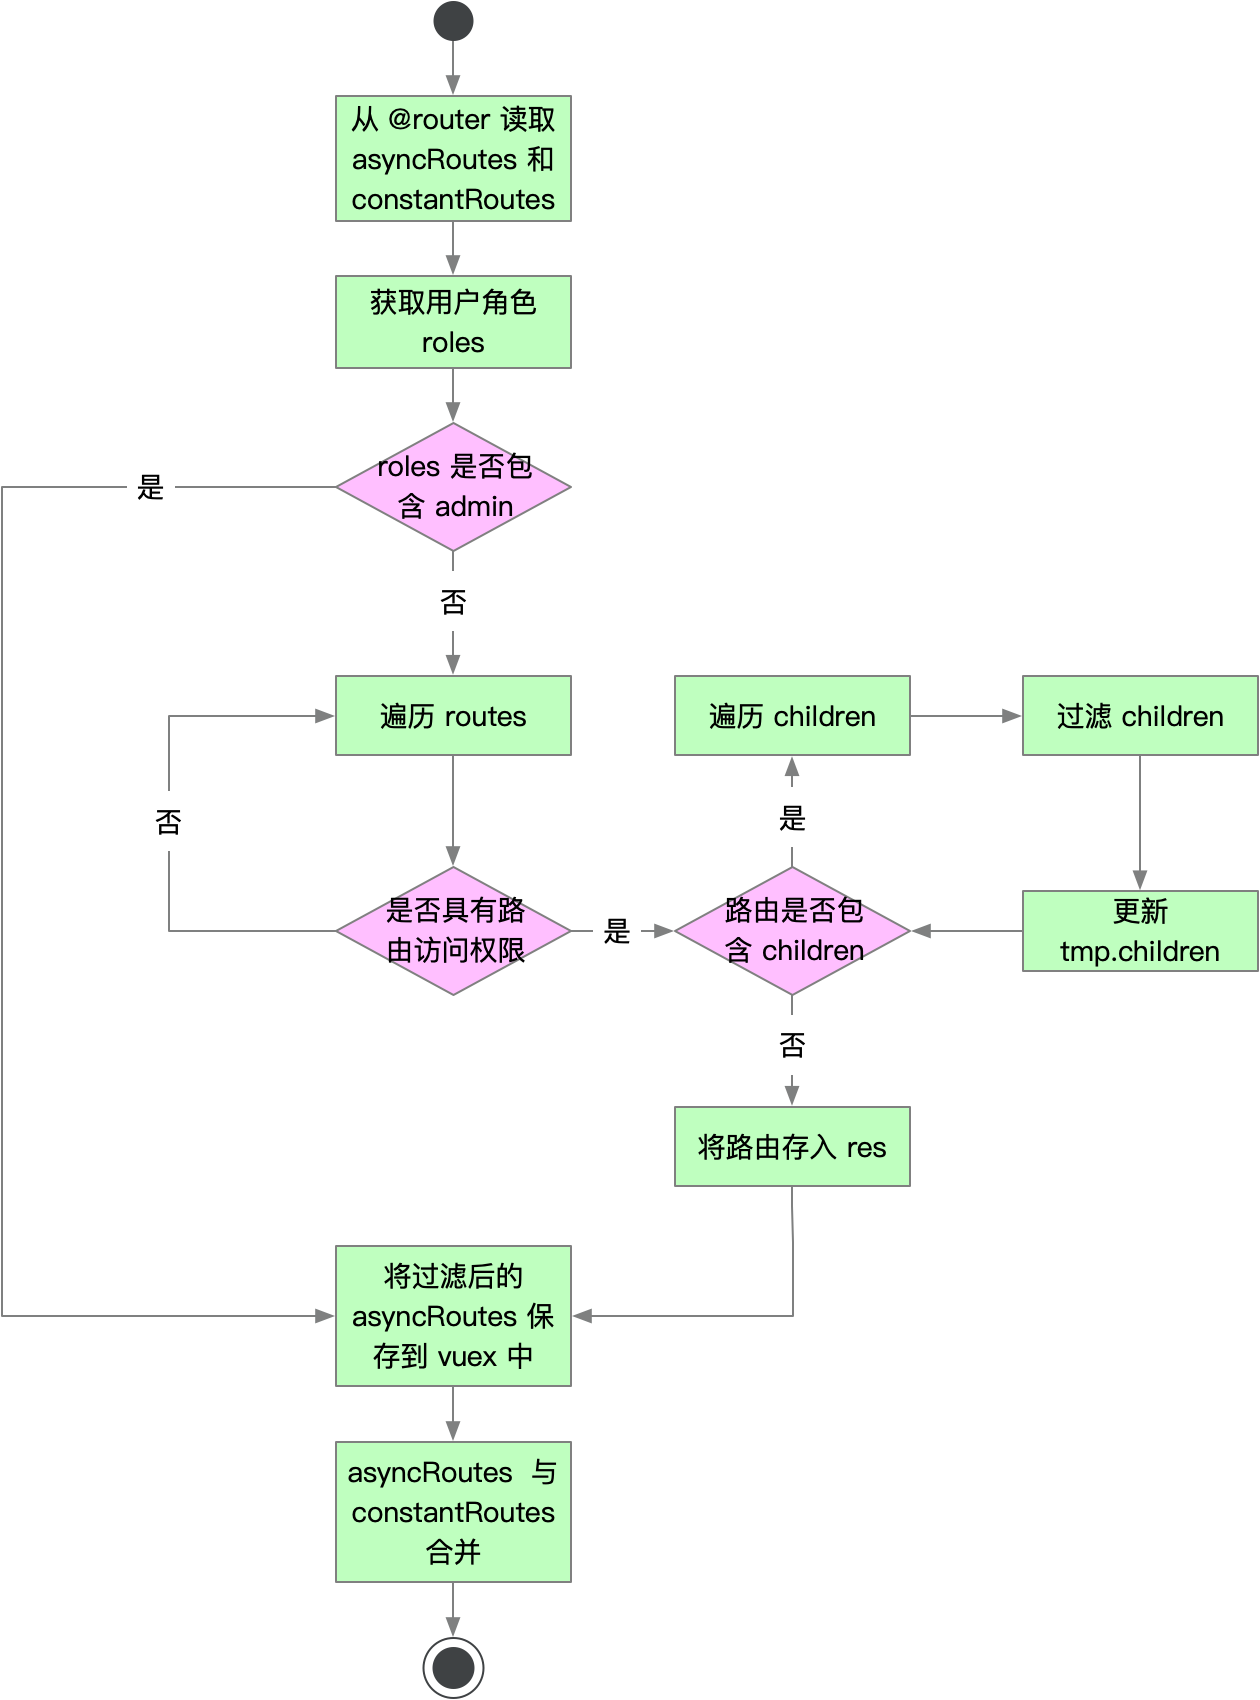 从 @router 读取
asyncRoutes 和
constantRoutes
获取用户角色
roles
roles 是否包
含 admin
是
否
遍历 routes
遍历 children
过滤 children
否
是
是否具有路
由访问权限
是
路由是否包
含 children
更新
tmp.children
否
将路由存入 res
将过滤后的
asyncRoutes 保
存到 vuex 中
asyncRoutes 与
constantRoutes
合并